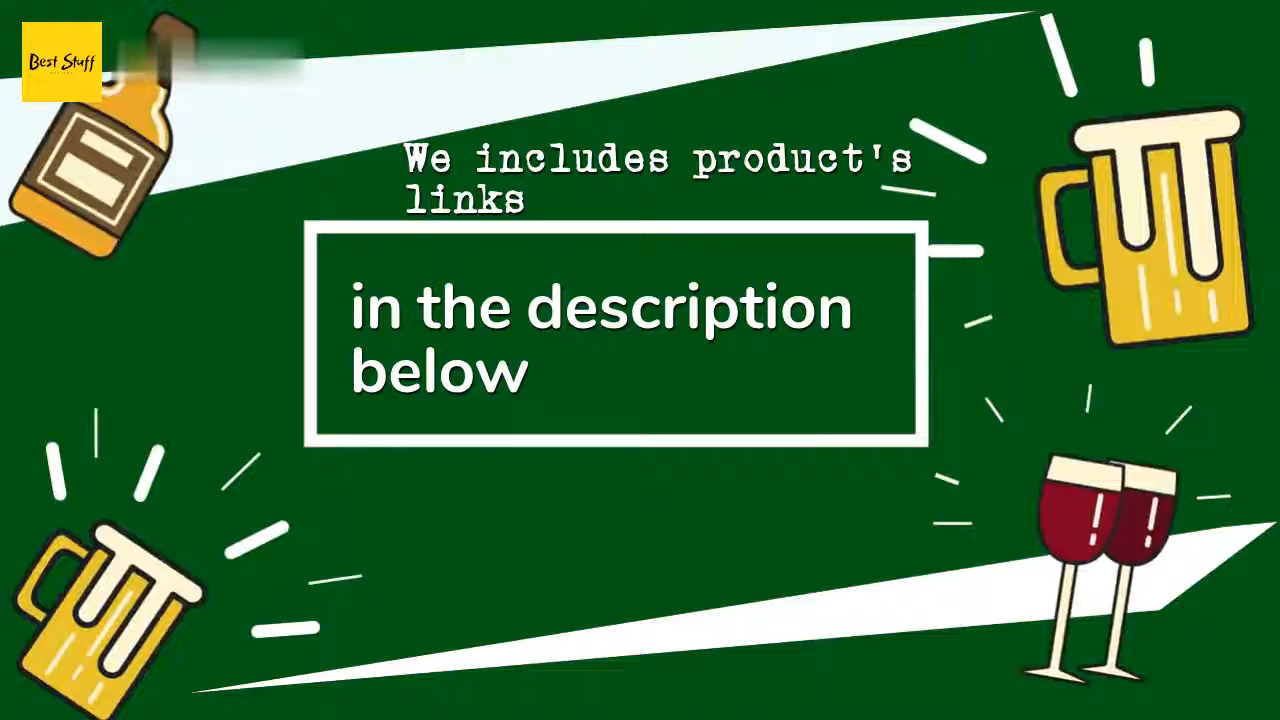 Best Stuff
We includes product's
links
in the description
below